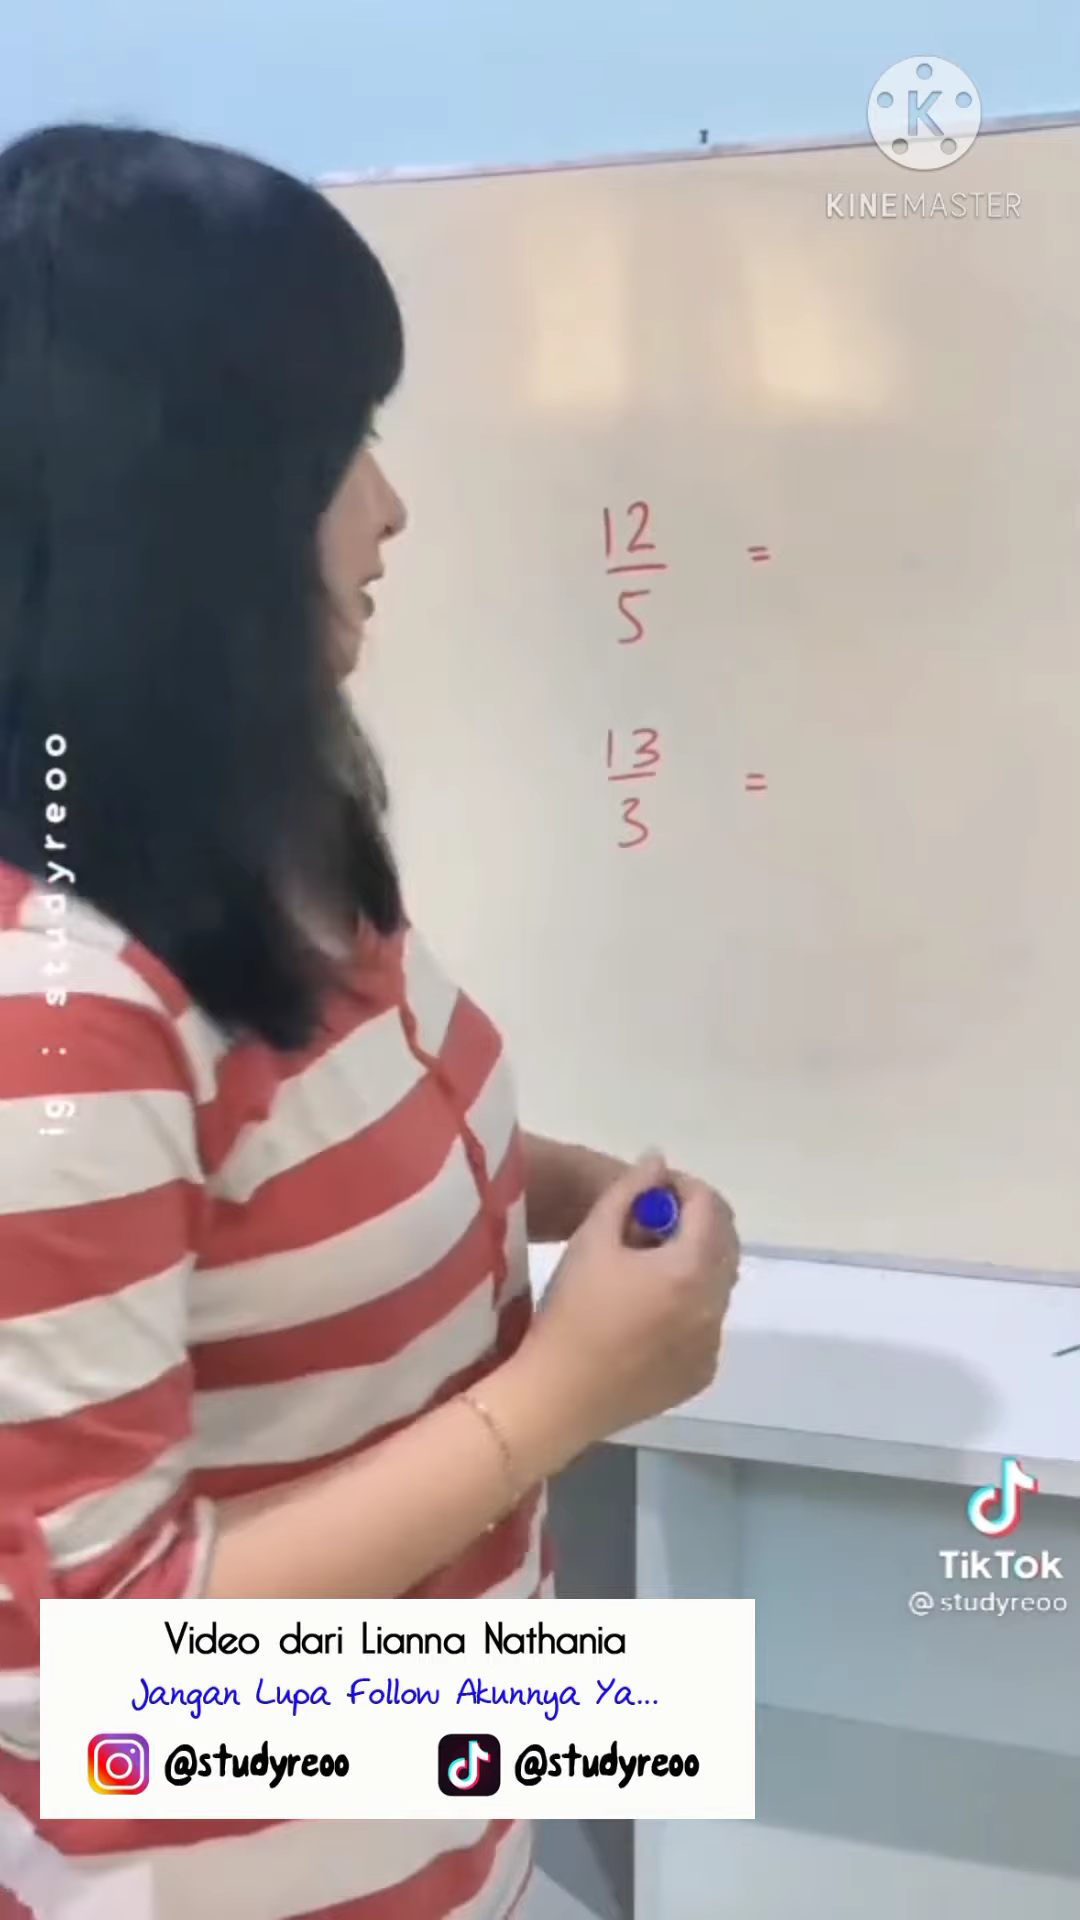 K
KINEMASTER
12
5
=
13
3
=
ig : studyreoo
TikTok
@studyreoo
Video dari Lianna Nathania
Jangan Lupa Follow Akunnya Ya...
@studyreoo
@studyreoo